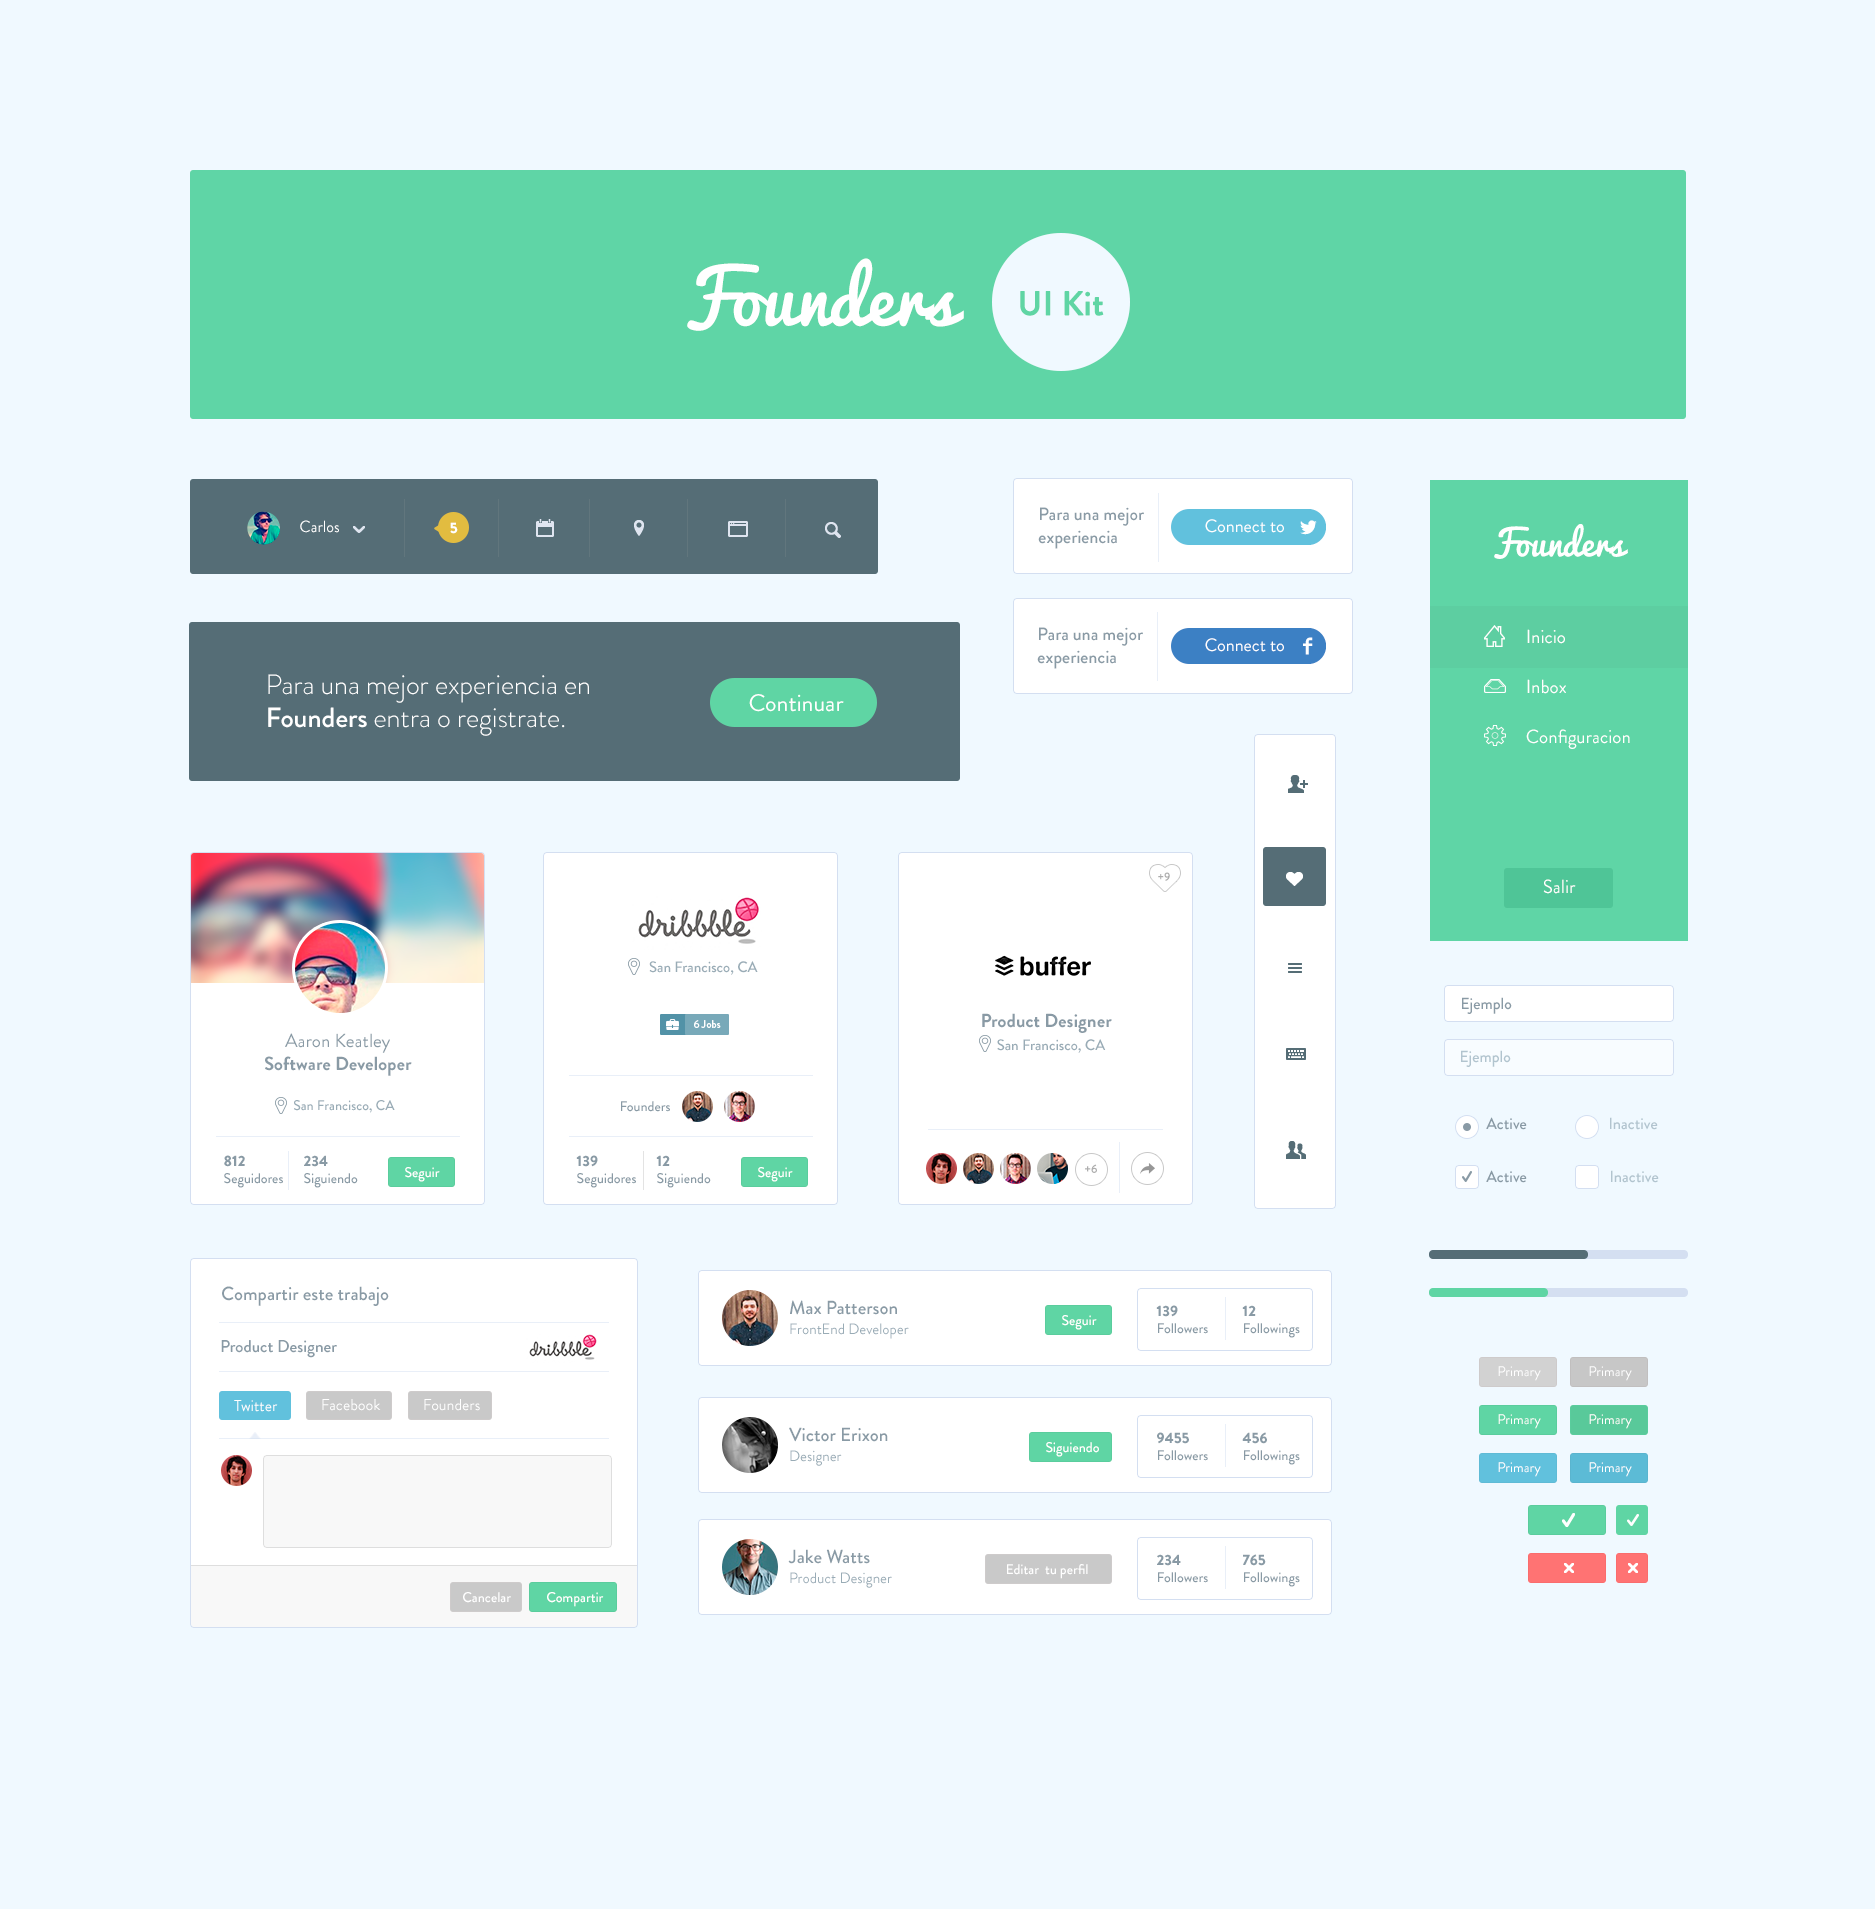 Founders
UI Kit
Carlos
5
Para una mejor
experiencia
Connect to
Para una mejor
experiencia
Connect to
Founders
Inicio
Inbox
Configuracion
Salir
Para una mejor experiencia en
Founders entra o registrate.
Continuar
Aaron Keatley
Software Developer
San Francisco, CA
812
Seguidores
234
Siguiendo
Seguir
dribbble
San Francisco, CA
6 Jobs
Founders
139
Seguidores
12
Siguiendo
Seguir
+9
buffer
Product Designer
San Francisco, CA
+6
Ejemplo
Ejemplo
Active
Inactive
Active
Inactive
Compartir este trabajo
Product Designer
dribbble
Twitter
Facebook
Founders
Cancelar
Compartir
Max Patterson
FrontEnd Developer
Seguir
139
Followers
12
Followings
Victor Erixon
Designer
Siguiendo
9455
Followers
456
Followings
Jake Watts
Product Designer
Editar tu perfil
234
Followers
765
Followings
Primary
Primary
Primary
Primary
Primary
Primary